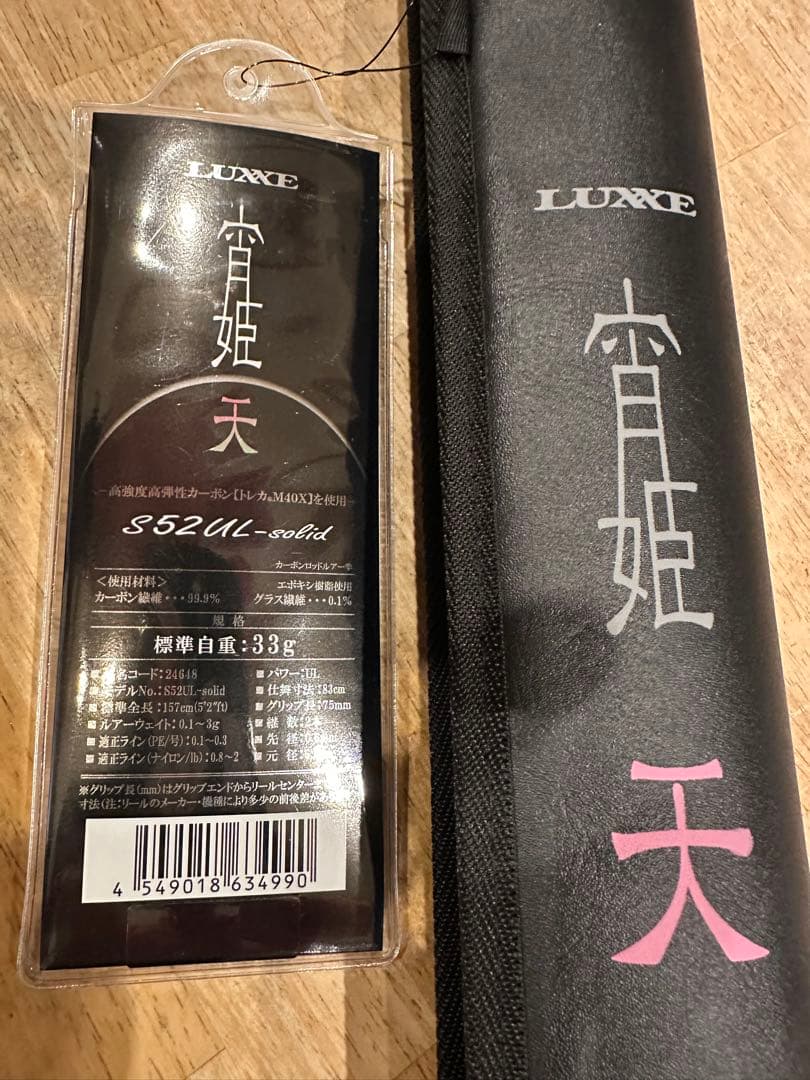 LUXXE
宵姫
天
高強度高弾性カーボン【トレカ®M40X】を使用
S52UL-solid
カーボンロッドルアー竿
<使用材料> エポキシ樹脂使用
カーボン繊維・・・99.9% グラス繊維・・・0.1%
規格
標準自重:33g
コード:24648 ■パワー:UL
デルNo.:S52UL-solid ■仕舞寸法:83cm
標準全長:157cm(5'2"ft) ■グリップ長:75mm
■ルアーウェイト:0.1〜3g ■継数:2本
■適正ライン(PE/号):0.1〜0.3 ■先径
■適正ライン(ナイロン/lb):0.8〜2 ■元径
※グリップ長(mm)はグリップエンドからリールセンター
寸法(注:リールのメーカー・機種により多少の前後差が
4 549018 634990
LUXXE
宵姫
天